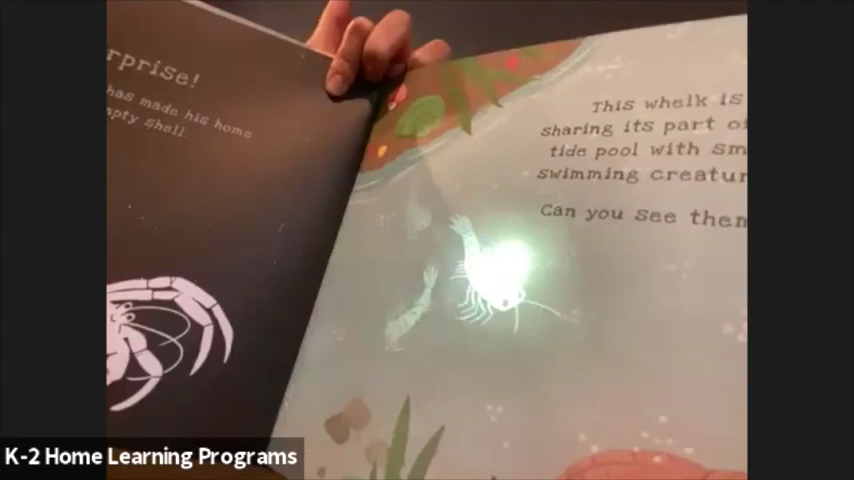 rprise!
has made his home
mpty shell.
This whelk is
sharing its part o
tide pool with sm
swimming creatur
Can you see them
K-2 Home Learning Programs